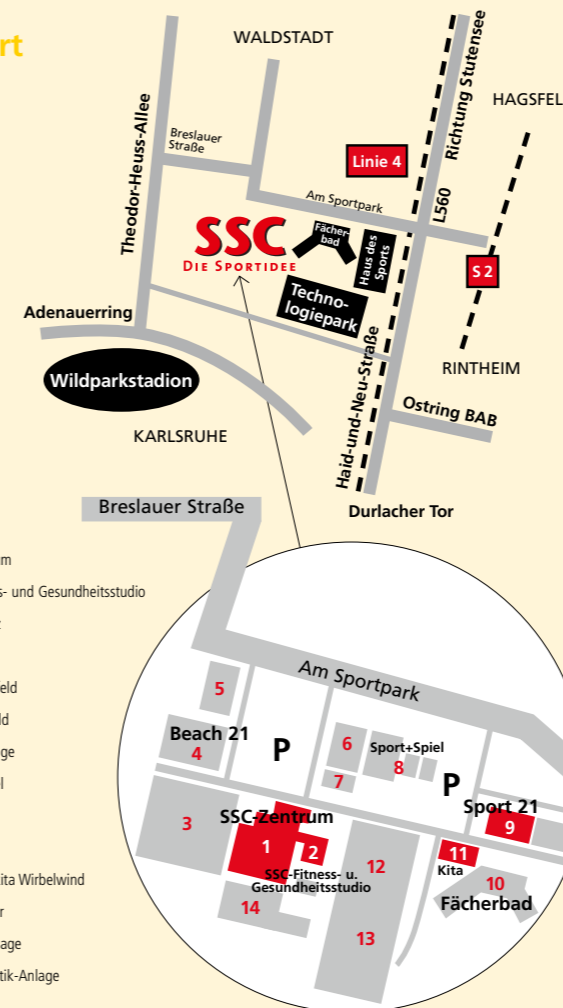 rt
WALDSTADT
HAGSFEL
Richtung Stutensee
Theodor-Heuss-Allee
Breslauer
Straße
Linie 4
L560
Am Sportpark
SSC
DIE SPORTIDEE
Fächer-
bad
Haus des
Sports
S 2
Techno-
logiepark
Adenauerring
Wildparkstadion
RINTHEIM
Haid-und-Neu-Straße
Ostring BAB
KARLSRUHE
Durlacher Tor
Breslauer Straße
m
s- und Gesundheitsstudio
eld
ld
ge
el
ita Wirbelwind
r
age
tik-Anlage
Am Sportpark
5
Beach 21
4
P
6
Sport+Spiel
8
7
P
Sport 21
9
3
SSC-Zentrum
1
2
SSC-Fitness- u.
Gesundheitsstudio
12
11
Kita
10
Fächerbad
14
13